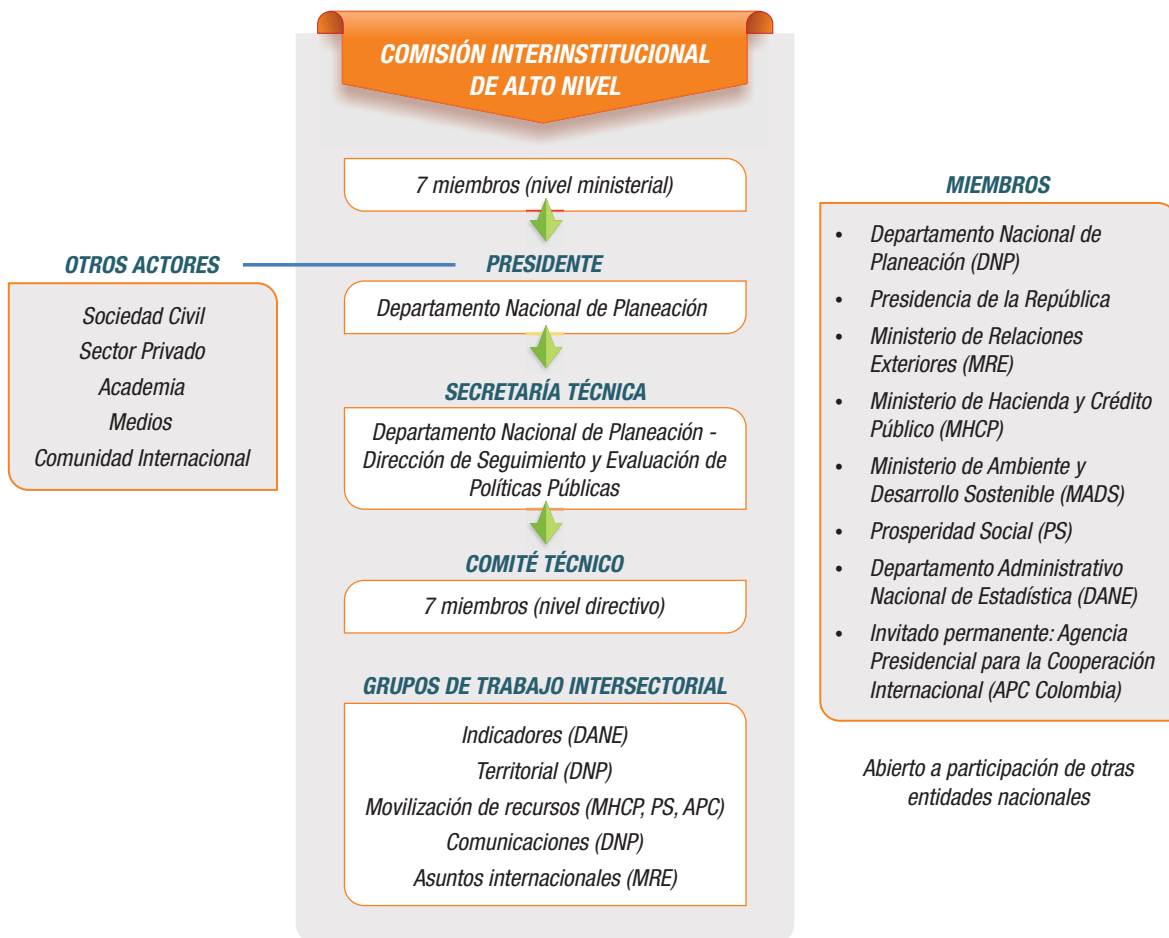 COMISIÓN INTERINSTITUCIONAL
DE ALTO NIVEL
7 miembros (nivel ministerial)
OTROS ACTORES
Sociedad Civil
Sector Privado
Academia
Medios
Comunidad Internacional
PRESIDENTE
Departamento Nacional de Planeación
SECRETARÍA TÉCNICA
Departamento Nacional de Planeación -
Dirección de Seguimiento y Evaluación de
Políticas Públicas
COMITÉ TÉCNICO
7 miembros (nivel directivo)
GRUPOS DE TRABAJO INTERSECTORIAL
Indicadores (DANE)
Territorial (DNP)
Movilización de recursos (MHCP, PS, APC)
Comunicaciones (DNP)
Asuntos internacionales (MRE)
MIEMBROS
• Departamento Nacional de
Planeación (DNP)
• Presidencia de la República
• Ministerio de Relaciones
Exteriores (MRE)
• Ministerio de Hacienda y Crédito
Público (MHCP)
• Ministerio de Ambiente y
Desarrollo Sostenible (MADS)
• Prosperidad Social (PS)
• Departamento Administrativo
Nacional de Estadística (DANE)
• Invitado permanente: Agencia
Presidencial para la Cooperación
Internacional (APC Colombia)
Abierto a participación de otras
entidades nacionales